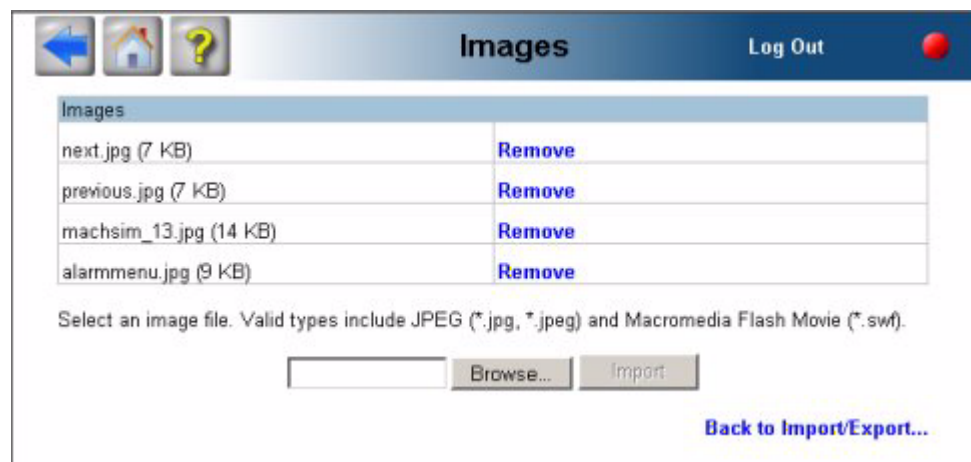 Images
Log Out
Images
next.jpg (7 KB) Remove
previous.jpg (7 KB) Remove
machsim_13.jpg (14 KB) Remove
alarmmenu.jpg (9 KB) Remove
Select an image file. Valid types include JPEG (*.jpg, *.jpeg) and Macromedia Flash Movie (*.swf).
Browse... Import
Back to Import/Export...